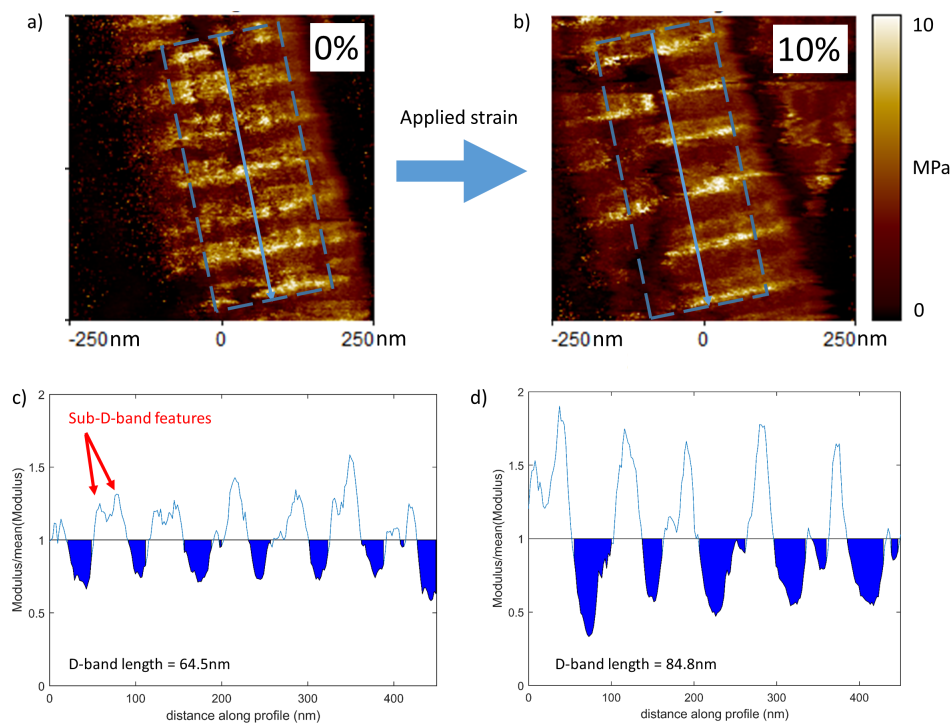 a)
0%
b)
10%
10
MPa
0
Applied strain
-250nm
0
250nm
-250nm
0
250nm
c)
Sub-D-band features
2
1.5
1
0.5
0
Modulus/mean(Modulus)
D-band length = 64.5nm
0
100
200
300
400
distance along profile (nm)
d)
2
1.5
1
0.5
0
Modulus/mean(Modulus)
D-band length = 84.8nm
0
100
200
300
400
distance along profile (nm)